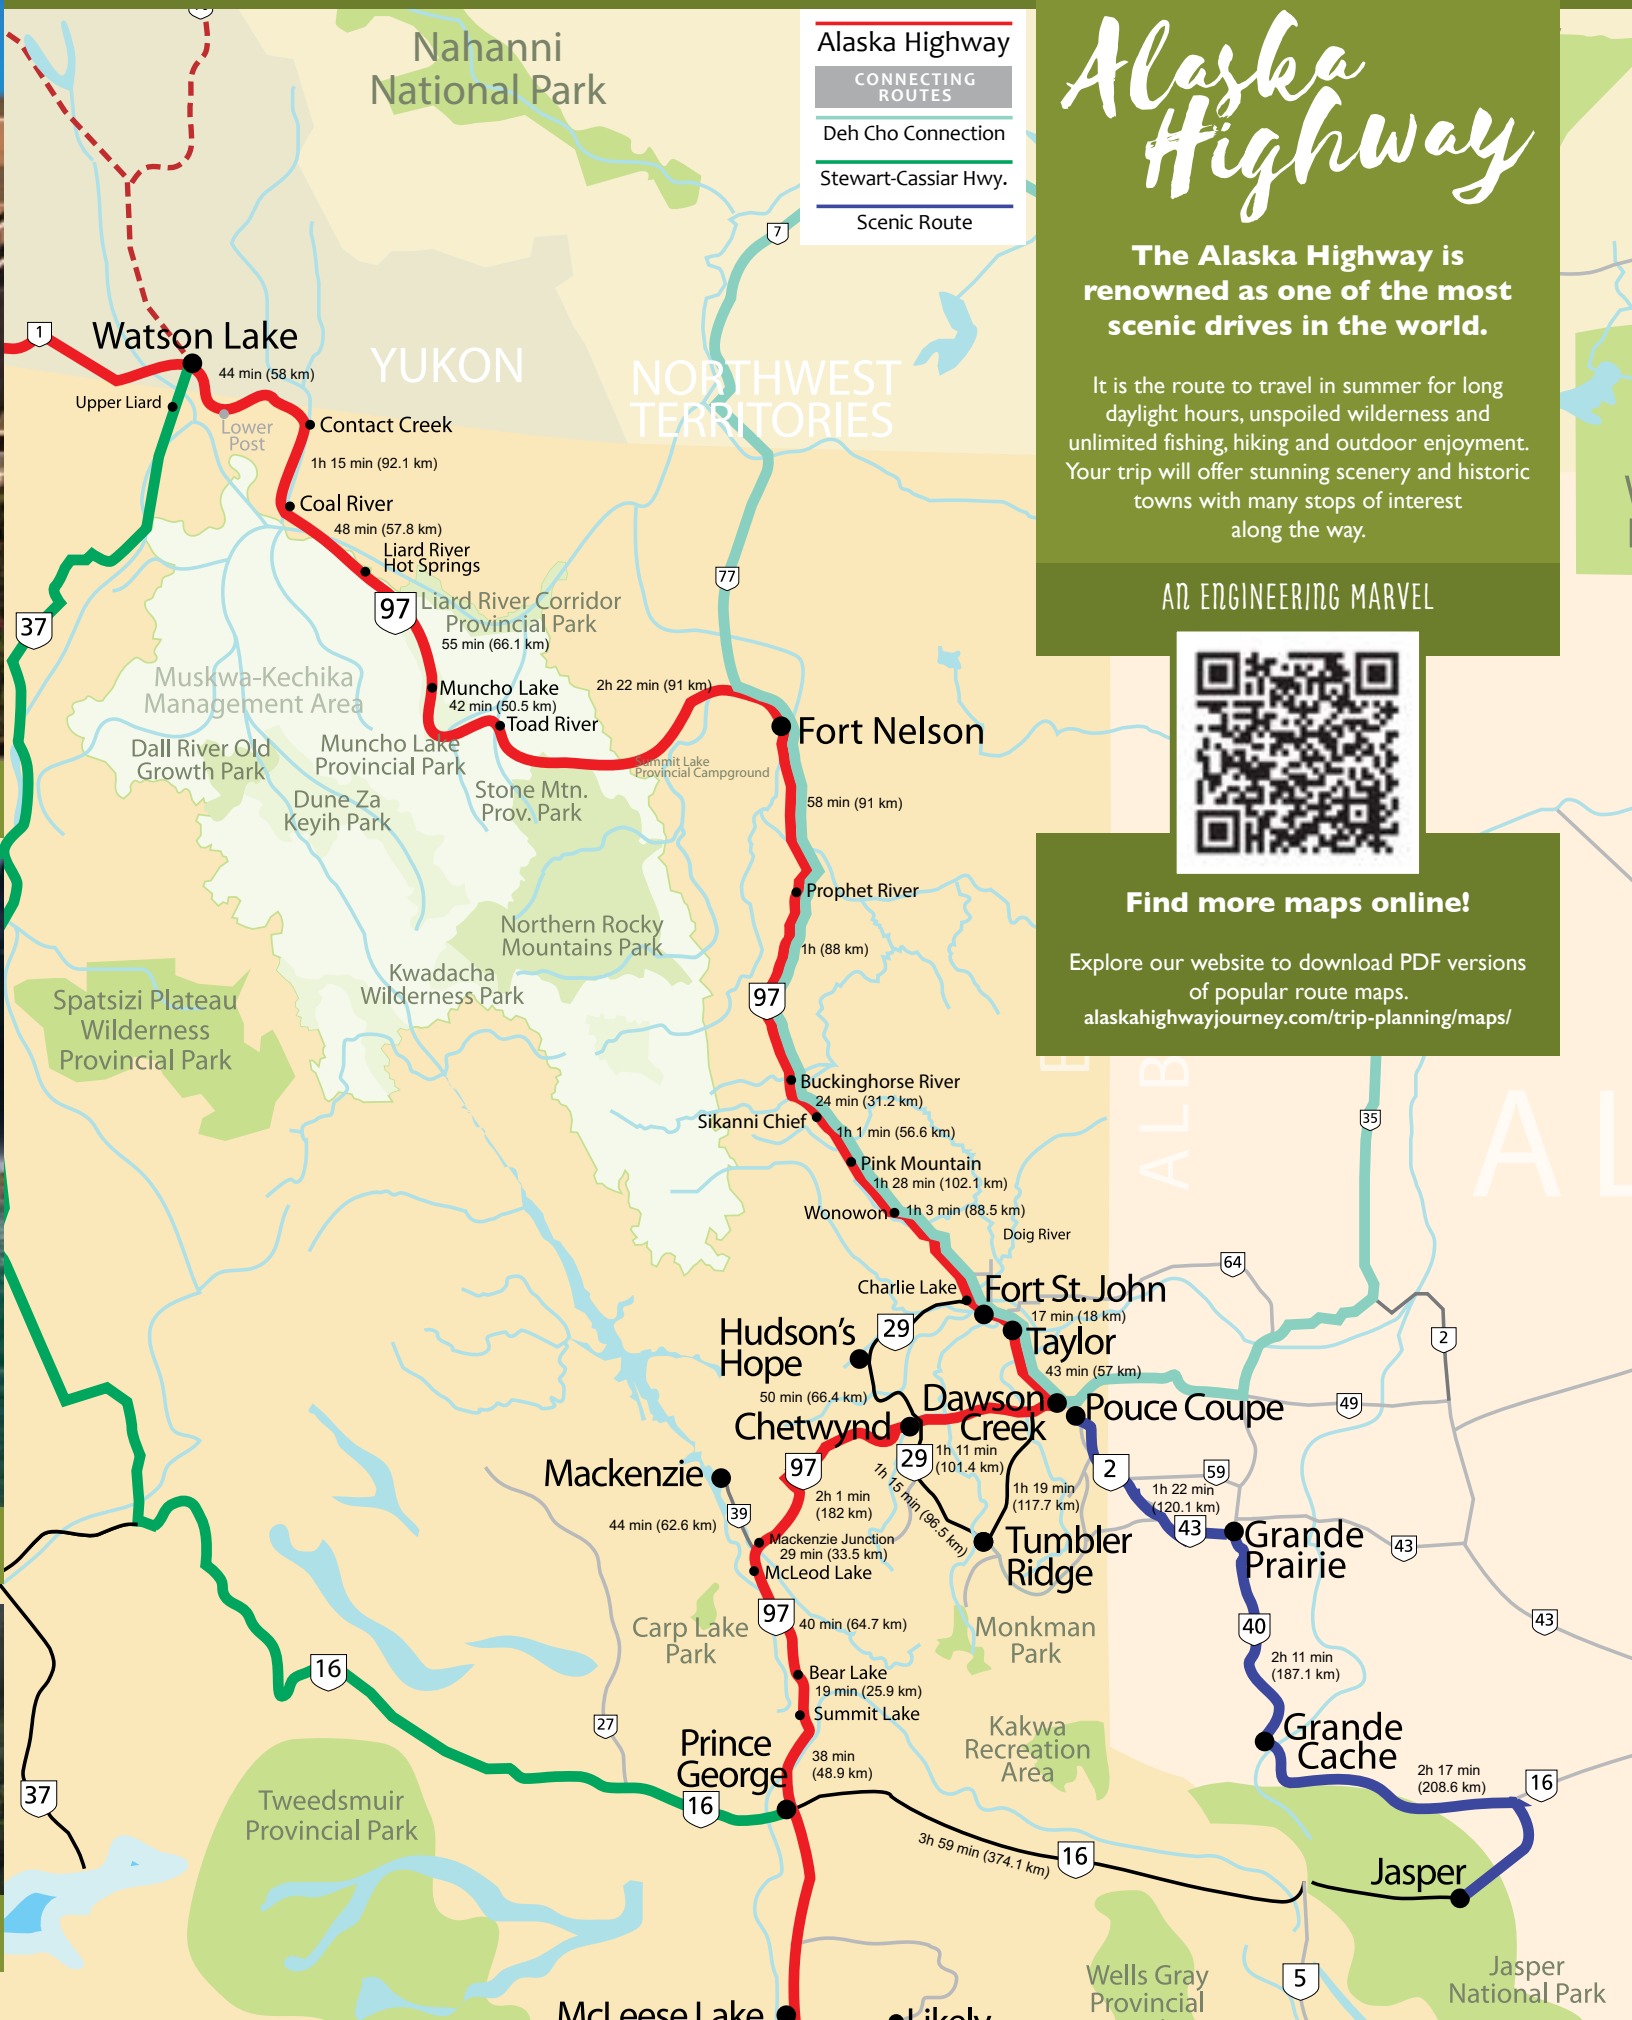 Alaska Highway
CONNECTING
ROUTES
Deh Cho Connection
Stewart-Cassiar Hwy.
Scenic Route
Alaska
Highway
The Alaska Highway is
renowned as one of the most
scenic drives in the world.
It is the route to travel in summer for long
daylight hours, unspoiled wilderness and
unlimited fishing, hiking and outdoor enjoyment.
Your trip will offer stunning scenery and historic
towns with many stops of interest
along the way.
AN ENGINEERING MARVEL
Find more maps online!
Explore our website to download PDF versions
of popular route maps.
alaskahighwayjourney.com/trip-planning/maps/
Nahanni
National Park
7
1
Watson Lake
44 min (58 km)
YUKON
NORTHWEST
TERRITORIES
Upper Liard
Lower
Post
Contact Creek
1h 15 min (92.1 km)
Coal River
48 min (57.8 km)
Liard River
Hot Springs
77
97
Liard River Corridor
Provincial Park
55 min (66.1 km)
37
Muskwa-Kechika
Management Area
Muncho Lake
42 min (50.5 km)
Toad River
2h 22 min (91 km)
Fort Nelson
Dall River Old
Growth Park
Muncho Lake
Provincial Park
Summit Lake
Provincial Campground
Dune Za
Keyih Park
Stone Mtn.
Prov. Park
58 min (91 km)
Prophet River
Northern Rocky
Mountains Park
1h (88 km)
Kwadacha
Wilderness Park
97
Spatsizi Plateau
Wilderness
Provincial Park
Buckinghorse River
24 min (31.2 km)
Sikanni Chief
1h 1 min (56.6 km)
Pink Mountain
1h 28 min (102.1 km)
Wonowon
1h 3 min (88.5 km)
Doig River
ALB
AL
35
64
Charlie Lake
Fort St. John
17 min (18 km)
Taylor
Hudson's
Hope
29
2
43 min (57 km)
50 min (66.4 km)
Dawson
Creek
Pouce Coupe
49
Chetwynd
29
1h 11 min
(101.4 km)
97
Mackenzie
2
59
1h 22 min
(120.1 km)
1h 15 min (96.5 km)
1h 19 min
(117.7 km)
2h 1 min
(182 km)
39
44 min (62.6 km)
43
Grande
Prairie
43
Mackenzie Junction
29 min (33.5 km)
McLeod Lake
Tumbler
Ridge
97
40 min (64.7 km)
Carp Lake
Park
Monkman
Park
40
43
2h 11 min
(187.1 km)
16
Bear Lake
19 min (25.9 km)
Summit Lake
27
Kakwa
Recreation
Area
Grande
Cache
Prince
George
38 min
(48.9 km)
2h 17 min
(208.6 km)
16
37
16
Tweedsmuir
Provincial Park
3h 59 min (374.1 km)
16
Jasper
Wells Gray
Provincial
5
Jasper
National Park
McLeese Lake
Likely